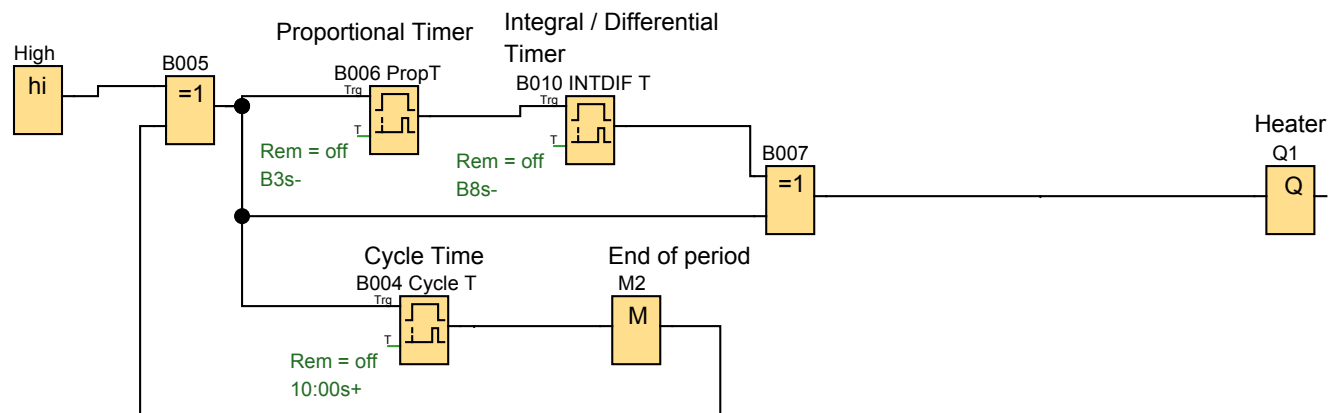 High
hi
B005
=1
Proportional Timer
B006 PropT
Trg
T
Rem = off
B3s-
Integral / Differential
Timer
B010 INTDIF T
Trg
T
Rem = off
B8s-
B007
=1
Heater
Q1
Q
Cycle Time
B004 Cycle T
Trg
T
Rem = off
10:00s+
End of period
M2
M